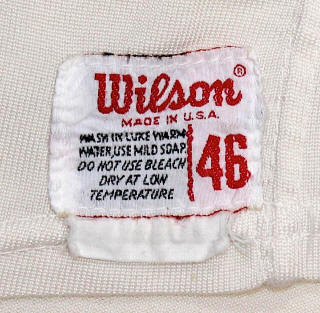 Wilson®
MADE IN U.S.A.
WASH IN LUKE WARM
WATER, USE MILD SOAP.
DO NOT USE BLEACH
DRY AT LOW
TEMPERATURE
46